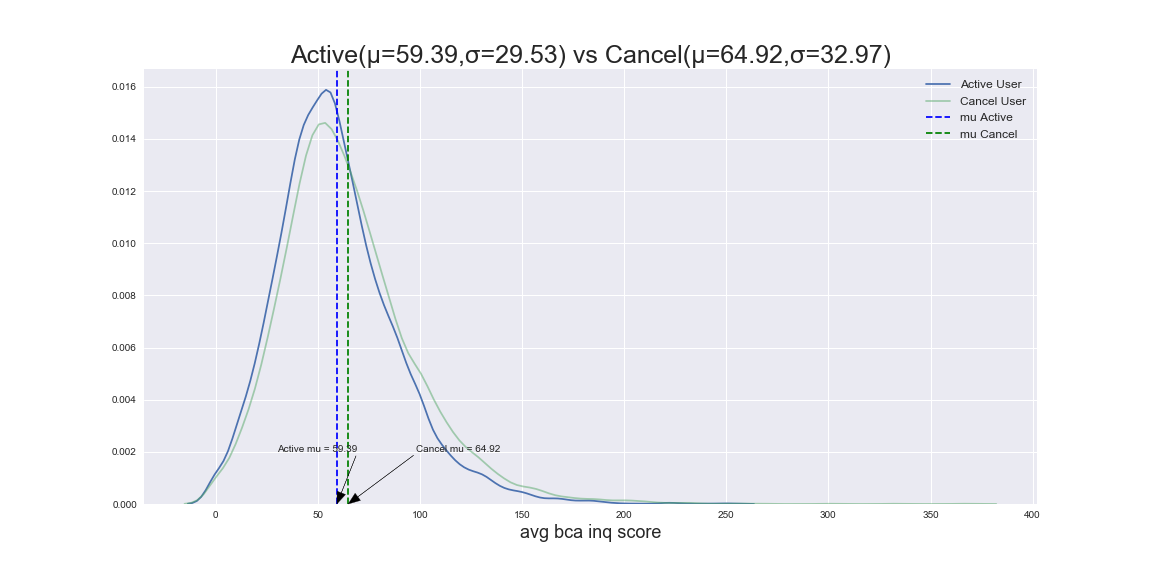 Active(μ=59.39,σ=29.53) vs Cancel(μ=64.92,σ=32.97)
Active User
Cancel User
mu Active
mu Cancel
0.016
0.014
0.012
0.010
0.008
0.006
0.004
0.002
0.000
Active mu = 59.39
Cancel mu = 64.92
0 50 100 150 200 250 300 350 400
avg bca inq score